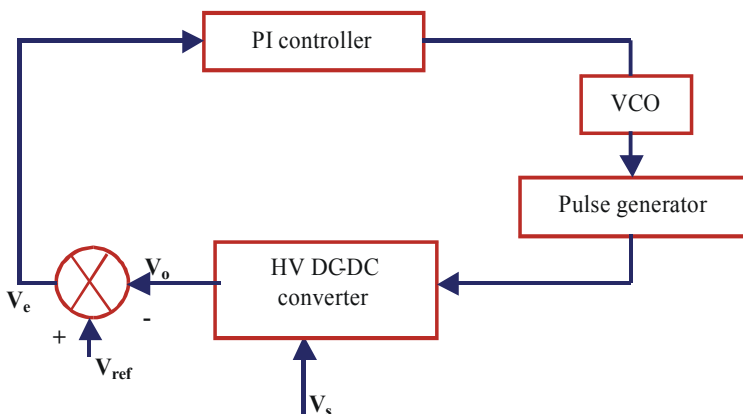 PI controller
VCO
Pulse generator
HV DC-DC
converter
Vo
Ve
+
-
Vref
Vs